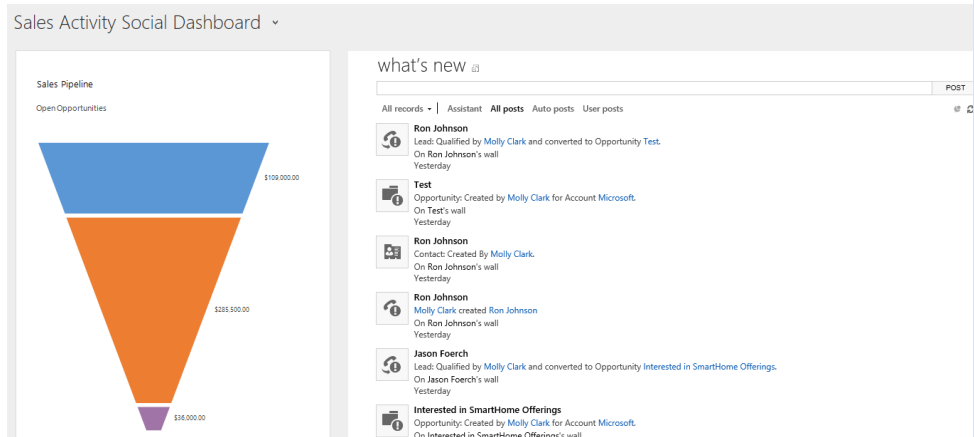 Sales Activity Social Dashboard
Sales Pipeline
Open Opportunities
$109,000.00
$285,500.00
$36,000.00
what's new
POST
All records Assistant All posts Auto posts User posts
Ron Johnson
Lead: Qualified by Molly Clark and converted to Opportunity Test.
On Ron Johnson's wall
Yesterday
Test
Opportunity: Created by Molly Clark for Account Microsoft.
On Test's wall
Yesterday
Ron Johnson
Contact: Created By Molly Clark.
On Ron Johnson's wall
Yesterday
Ron Johnson
Molly Clark created Ron Johnson
On Ron Johnson's wall
Yesterday
Jason Foerch
Lead: Qualified by Molly Clark and converted to Opportunity Interested in SmartHome Offerings.
On Jason Foerch's wall
Yesterday
Interested in SmartHome Offerings
Opportunity: Created by Molly Clark for Account Microsoft.
On Interested in SmartHome Offerings's wall